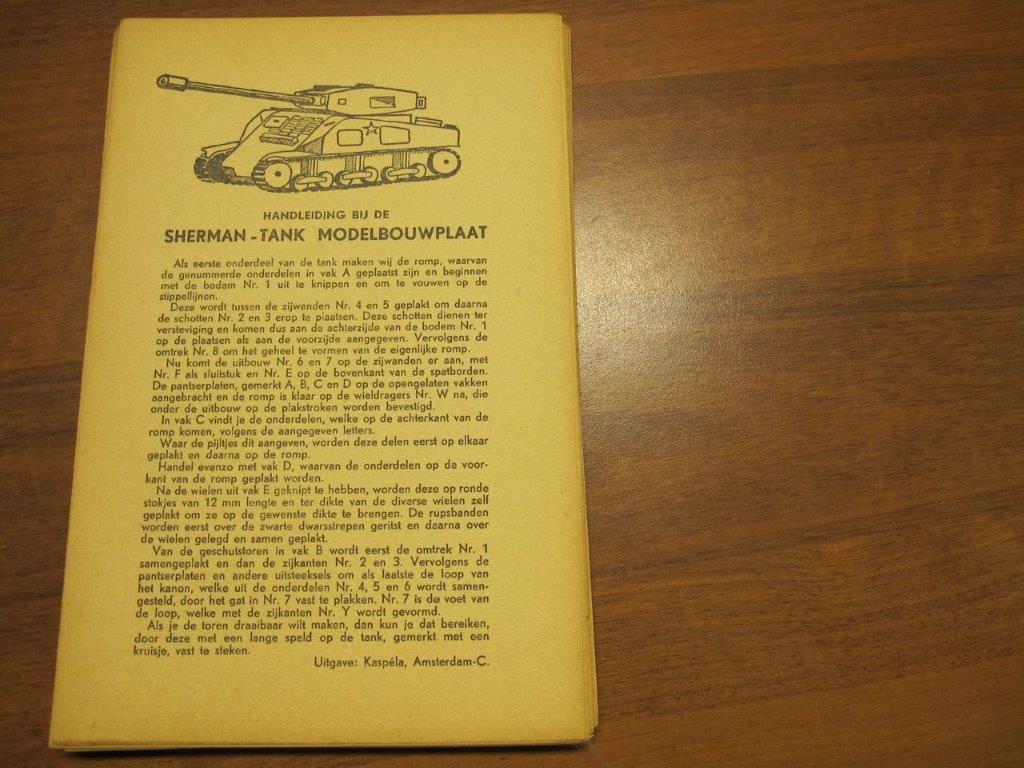 HANDLEIDING BIJ DE
SHERMAN - TANK MODELBOUWPLAAT
Als eerste onderdeel van de tank maken wij de romp, waarvan
de genummerde onderdelen in vak A geplaatst zijn en beginnen
met de bodem Nr. 1 uit te knippen en om te vouwen op de
stippellijnen.
Deze wordt tussen de zijwanden Nr. 4 en 5 geplakt om daarna
de schotten Nr. 2 en 3 erop te plaatsen. Deze schotten dienen ter
versteviging en komen dus aan de achterzijde van de bodem Nr. 1
op de plaatsen als aan de voorzijde aangegeven. Vervolgens de
omtrek Nr. 8 om het geheel te vormen van de eigenlijke romp.
Nu komt de uitbouw Nr. 6 en 7 op de zijwanden er aan, met
Nr. F als sluitstuk en Nr. E op de bovenkant van de spatborden.
De pantserplaten, gemerkt A, B, C en D op de opengelaten vakken
aangebracht en de romp is klaar op de wieldragers Nr. W na, die
onder de uitbouw op de plakstroken worden bevestigd.
In vak C vindt je de onderdelen, welke op de achterkant van de
romp komen, volgens de aangegeven letters.
Waar de pijltjes dit aangeven, worden deze delen eerst op elkaar
geplakt en daarna op de romp.
Handel evenzo met vak D, waarvan de onderdelen op de voor-
kant van de romp geplakt worden.
Na de wielen uit vak E geknipt te hebben, worden deze op ronde
stokjes van 12 mm lengte en ter dikte van de diverse wielen zelf
geplakt om ze op de gewenste dikte te brengen. De rupsbanden
worden eerst over de zwarte dwarsstrepen geritst en daarna over
de wielen gelegd en samen geplakt.
Van de geschutstoren in vak B wordt eerst de omtrek Nr. 1
samengeplakt en dan de zijkanten Nr. 2 en 3. Vervolgens de
pantserplaten en andere uitsteeksels om als laatste de loop van
het kanon, welke uit de onderdelen Nr. 4, 5 en 6 wordt samen-
gesteld, door het gat in Nr. 7 vast te plakken. Nr. 7 is de voet van
de loop, welke met de zijkanten Nr. Y wordt gevormd.
Als je de toren draaibaar wilt maken, dan kun je dat bereiken,
door deze met een lange speld op de tank, gemerkt met een
kruisje, vast te steken.
Uitgave: Kaspéla, Amsterdam-C.